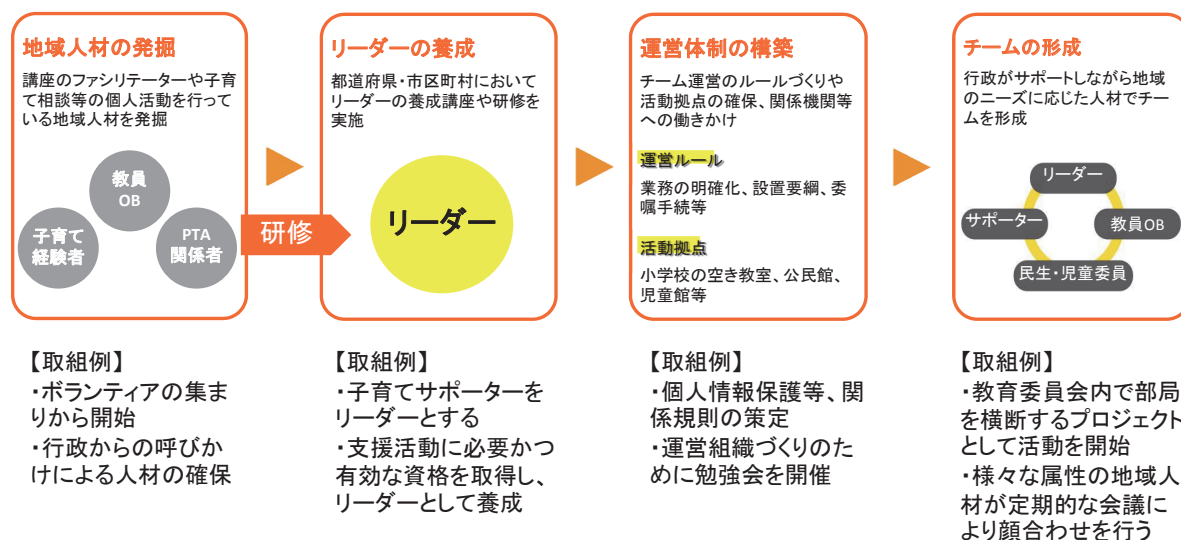 地域人材の発掘
講座のファシリテーターや子育
て相談等の個人活動を行って
いる地域人材を発掘
教員
OB
子育て
経験者
PTA
関係者
研修
【取組例】
・ボランティアの集ま
りから開始
・行政からの呼びか
けによる人材の確保
リーダーの養成
都道府県・市区町村において
リーダーの養成講座や研修を
実施
リーダー
【取組例】
・子育てサポーターを
リーダーとする
・支援活動に必要かつ
有効な資格を取得し、
リーダーとして養成
運営体制の構築
チーム運営のルールづくりや
活動拠点の確保、関係機関等
への働きかけ
運営ルール
業務の明確化、設置要綱、委
嘱手続等
活動拠点
小学校の空き教室、公民館、
児童館等
【取組例】
・個人情報保護等、関
係規則の策定
・運営組織づくりのた
めに勉強会を開催
チームの形成
行政がサポートしながら地域
のニーズに応じた人材でチー
ムを形成
リーダー
サポーター
教員OB
民生・児童委員
【取組例】
・教育委員会内で部局
を横断するプロジェクト
として活動を開始
・様々な属性の地域人
材が定期的な会議に
より顔合わせを行う